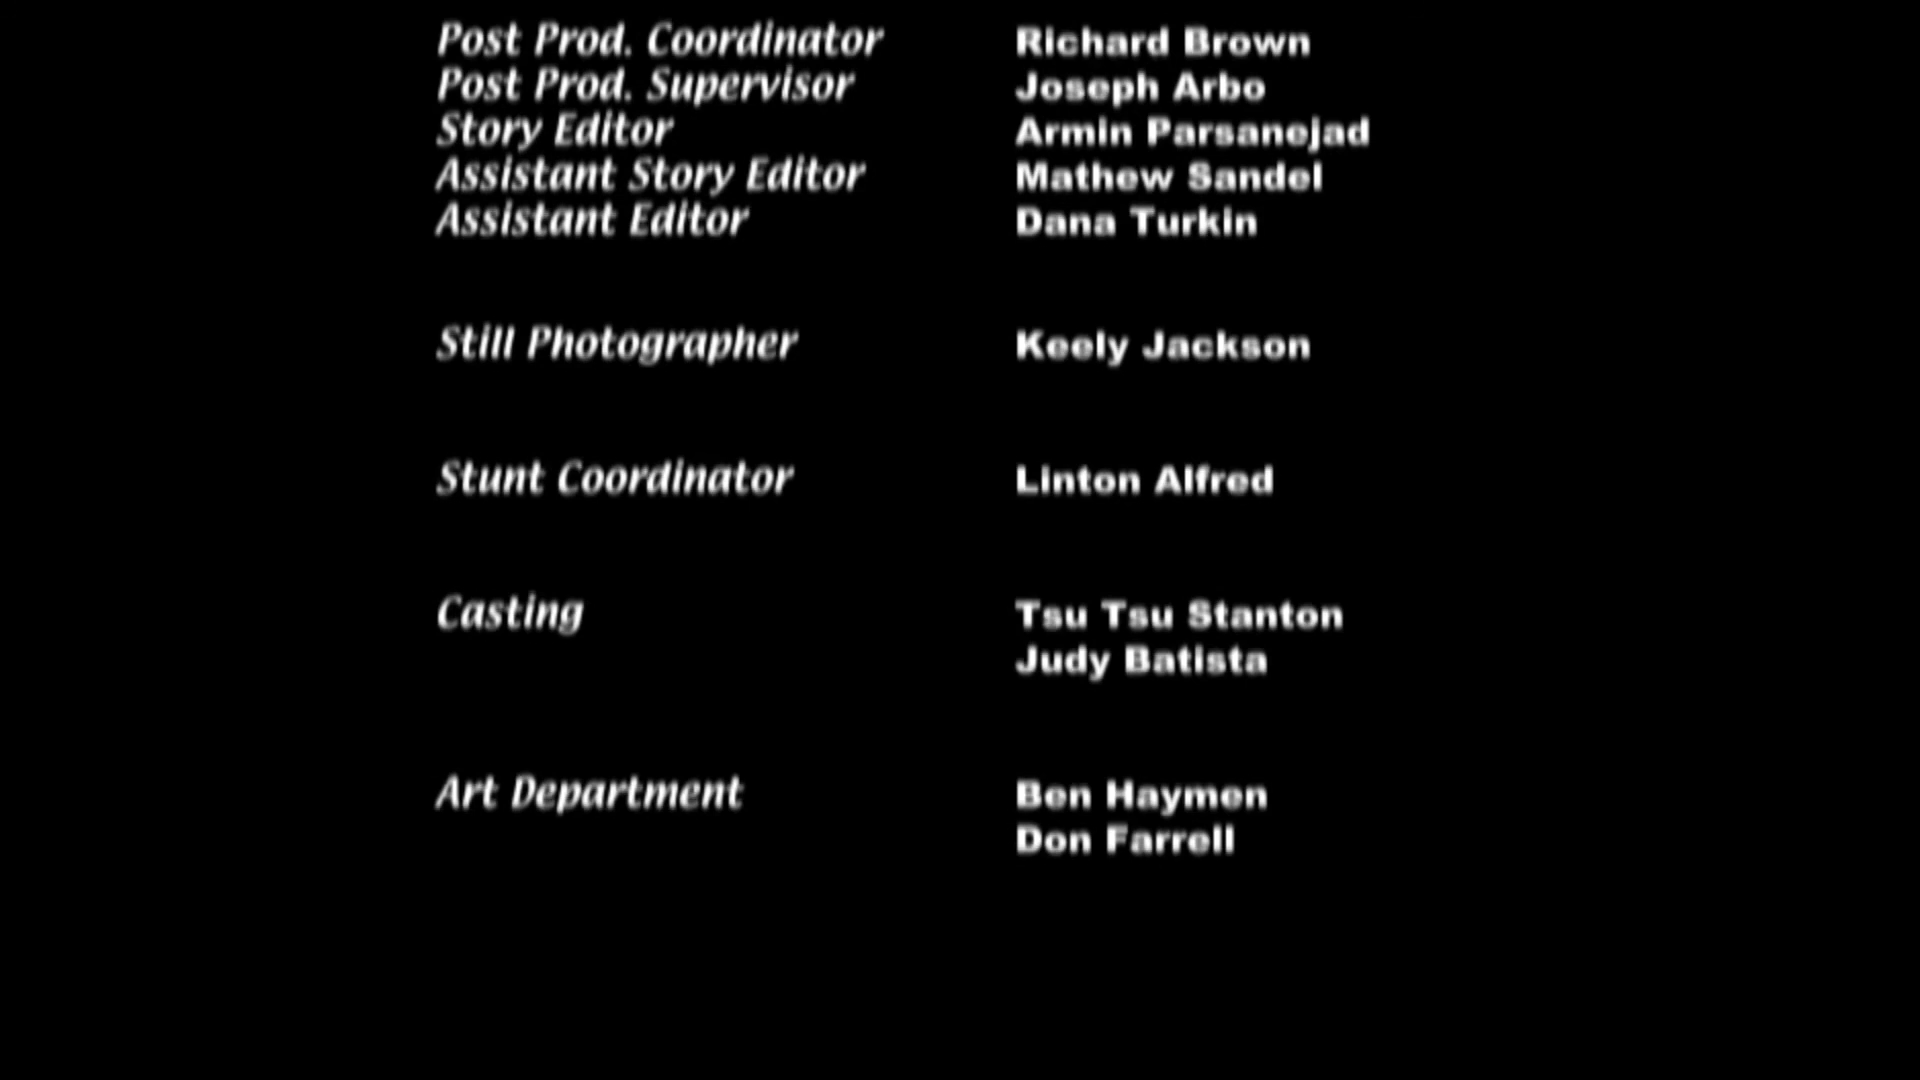 Post Prod. Coordinator Richard Brown
Post Prod. Supervisor Joseph Arbo
Story Editor Armin Parsanejad
Assistant Story Editor Mathew Sandel
Assistant Editor Dana Turkin
Still Photographer Keely Jackson
Stunt Coordinator Linton Alfred
Casting Tsu Tsu Stanton
Judy Batista
Art Department Ben Haymen
Don Farrell